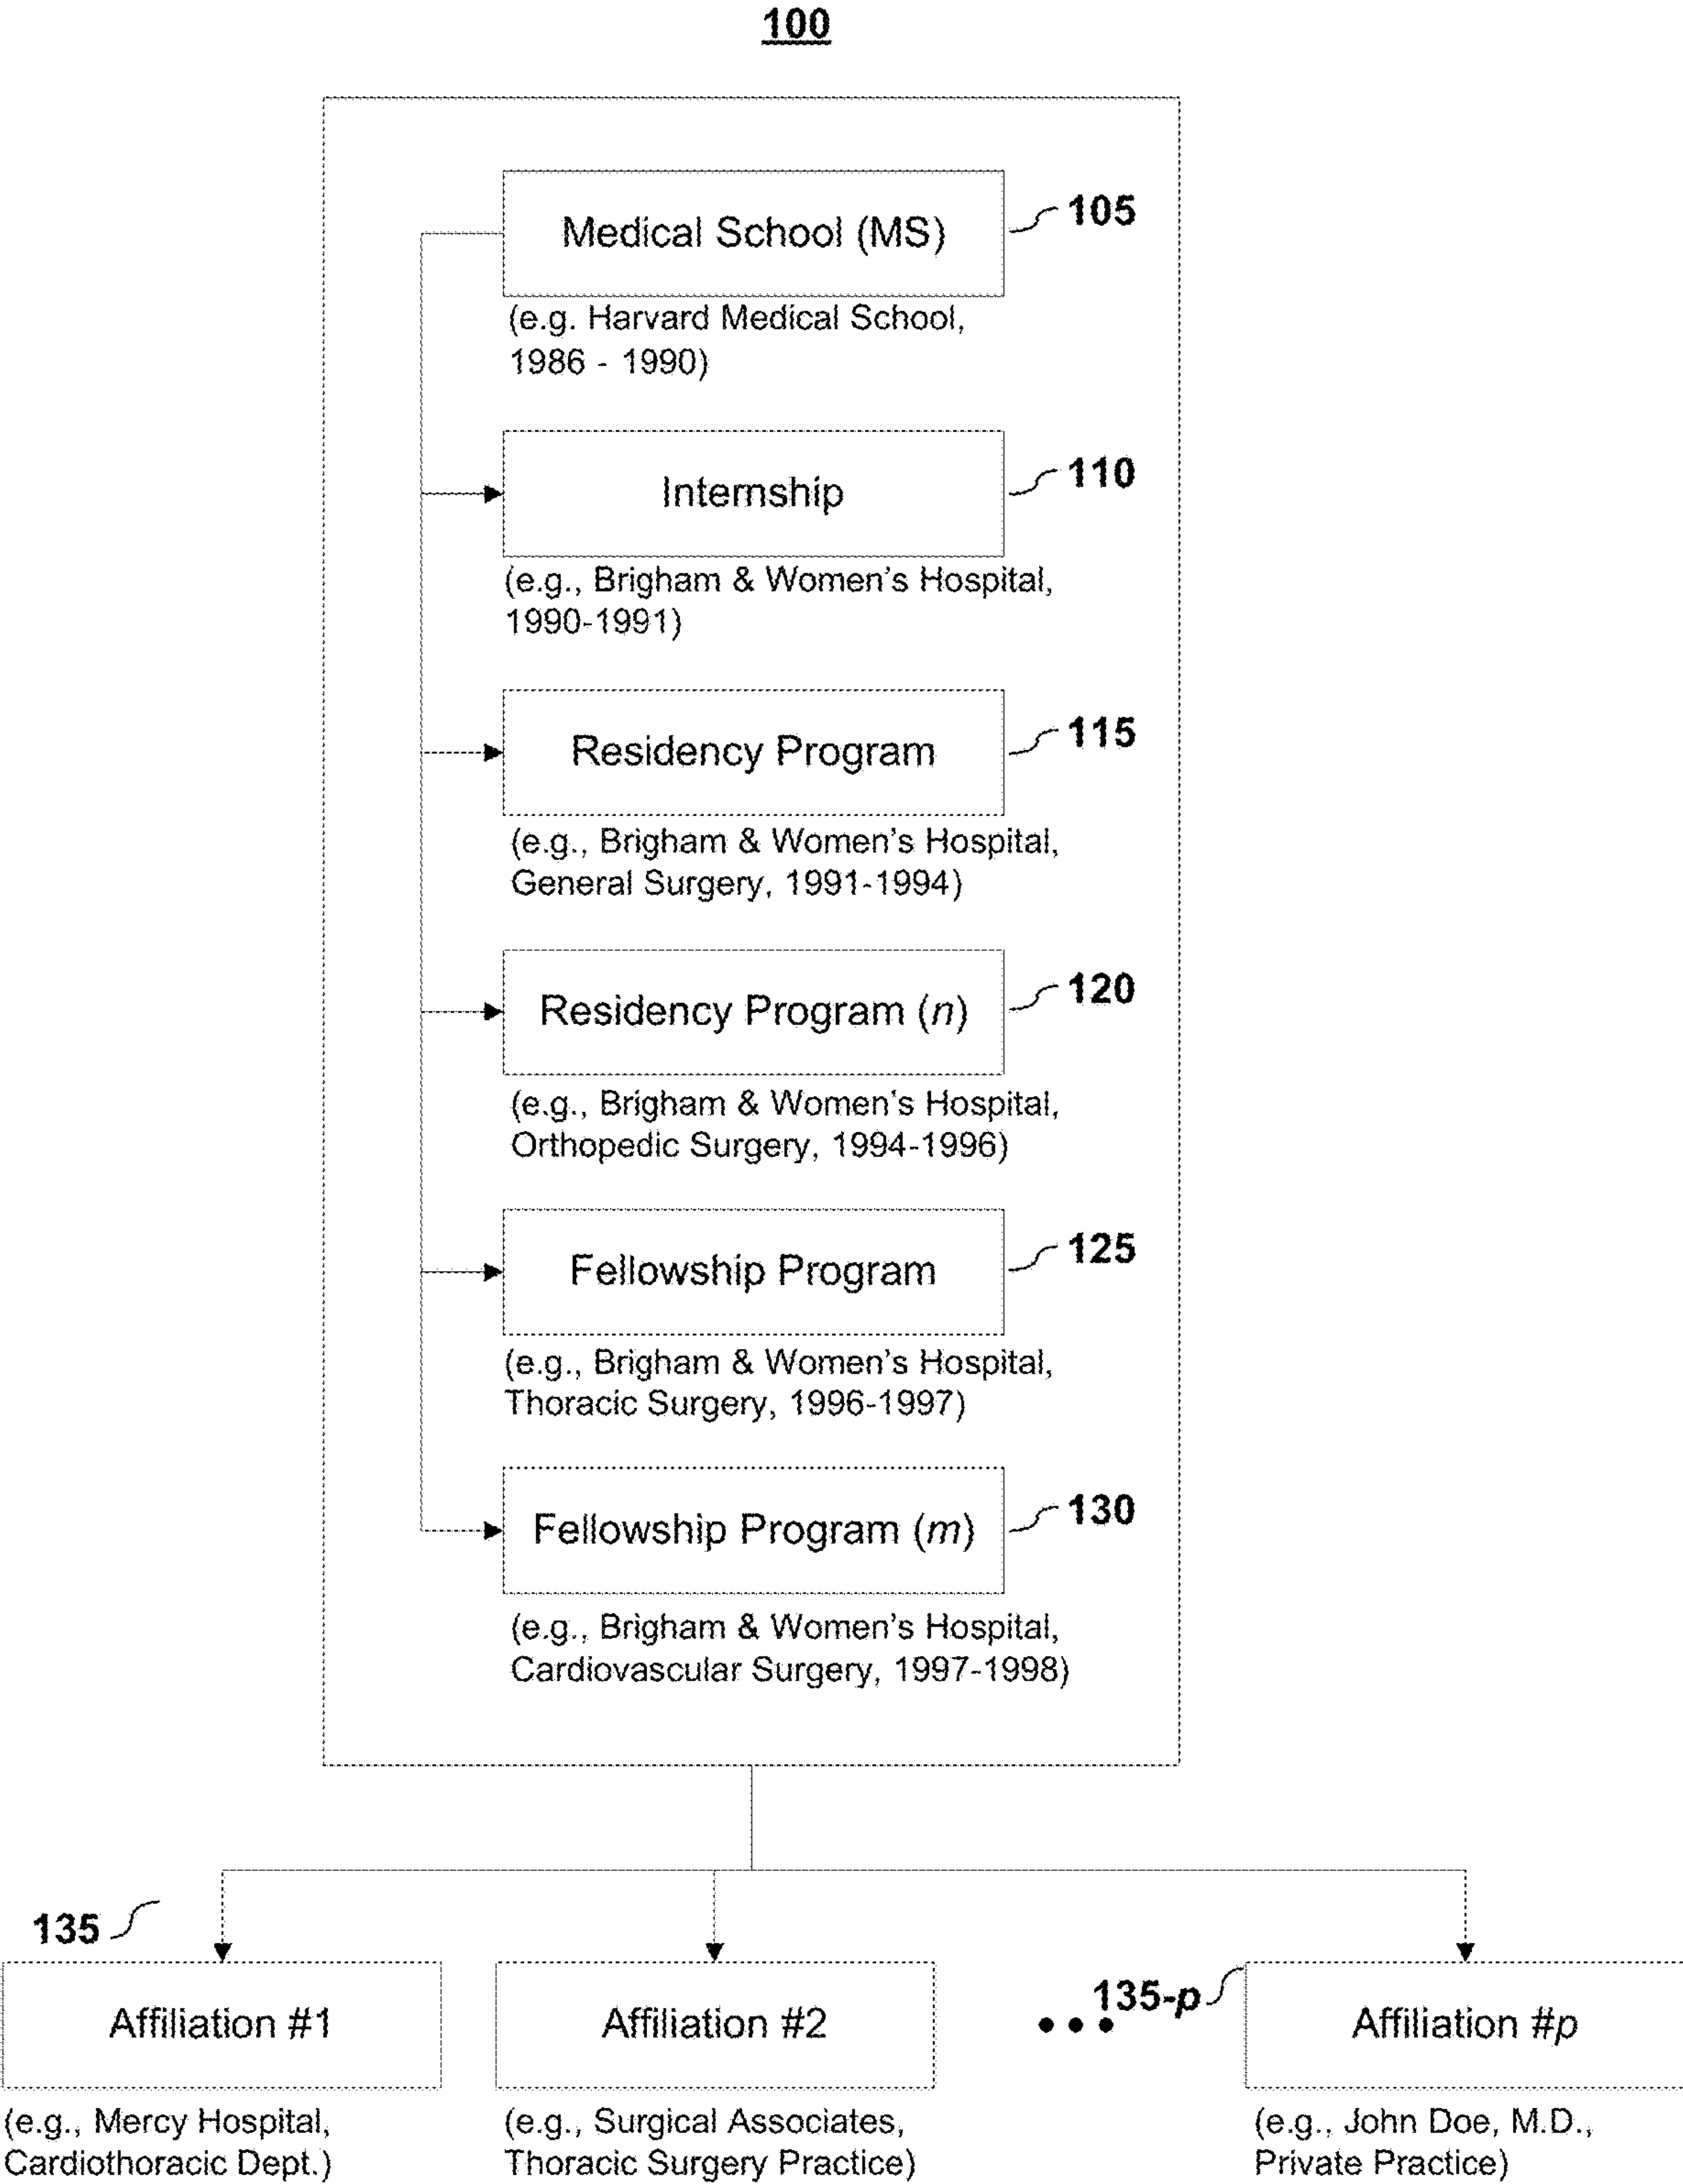 100
Medical School (MS)
105
(e.g. Harvard Medical School,
1986 - 1990)
Internship
110
(e.g., Brigham & Women's Hospital,
1990-1991)
Residency Program
115
(e.g., Brigham & Women's Hospital,
General Surgery, 1991-1994)
Residency Program (n)
120
(e.g., Brigham & Women's Hospital,
Orthopedic Surgery, 1994-1996)
Fellowship Program
125
(e.g., Brigham & Women's Hospital,
Thoracic Surgery, 1996-1997)
Fellowship Program (m)
130
(e.g., Brigham & Women's Hospital,
Cardiovascular Surgery, 1997-1998)
135
Affiliation #1
(e.g., Mercy Hospital,
Cardiothoracic Dept.)
Affiliation #2
(e.g., Surgical Associates,
Thoracic Surgery Practice)
•••
135-p
Affiliation #p
(e.g., John Doe, M.D.,
Private Practice)